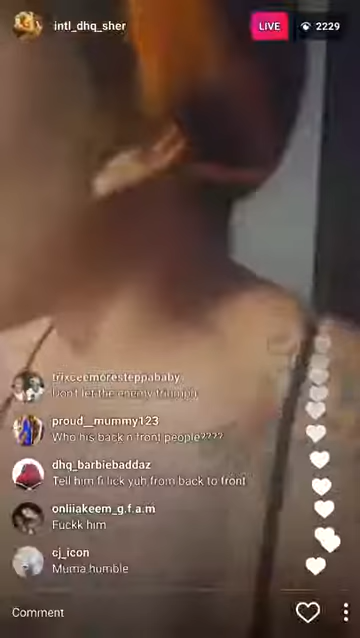 intl_dhq_sher
LIVE
2229
trixceemoresteppababy
Don't let the enemy triumph
proud__mummy123
Who his back n front people????
dhq_barbiebaddaz
Tell him fi lick yuh from back to front
onliiakeem_g.f.a.m
Fuckk him
cj_icon
Muma humble
Comment